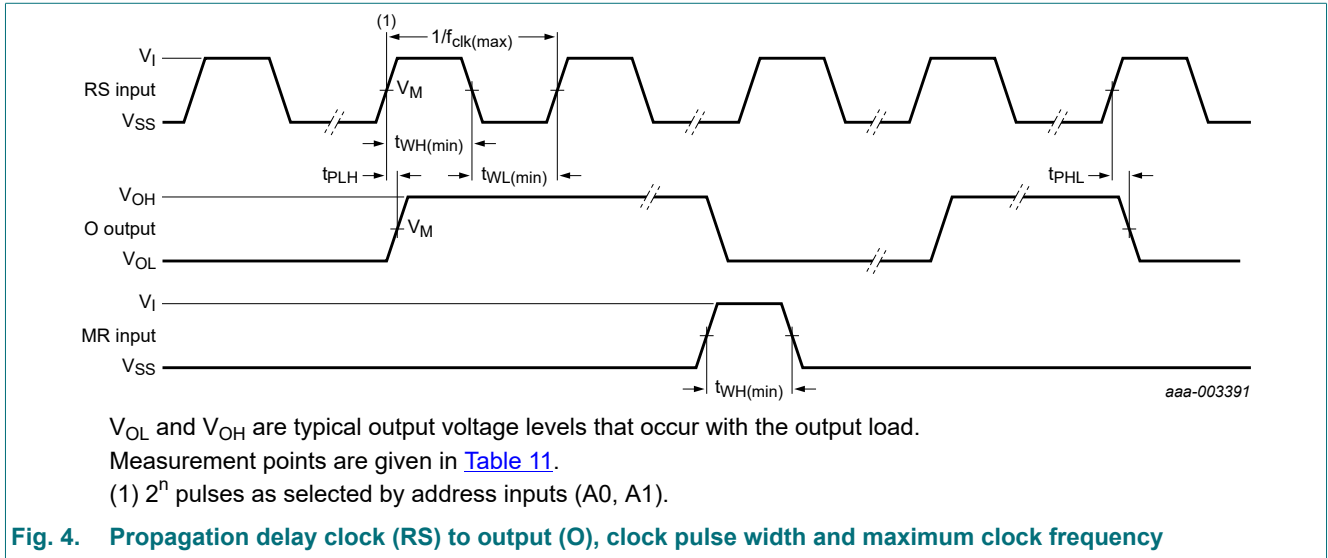 (1)
1/fclk(max)
VI
RS input
VM
VSS
tWH(min)
tPLH
tWL(min)
tPHL
VOH
O output
VM
VOL
VI
MR input
VSS
tWH(min)
aaa-003391
VOL and VOH are typical output voltage levels that occur with the output load.
Measurement points are given in Table 11.
(1) 2^n pulses as selected by address inputs (A0, A1).
Fig. 4. Propagation delay clock (RS) to output (O), clock pulse width and maximum clock frequency